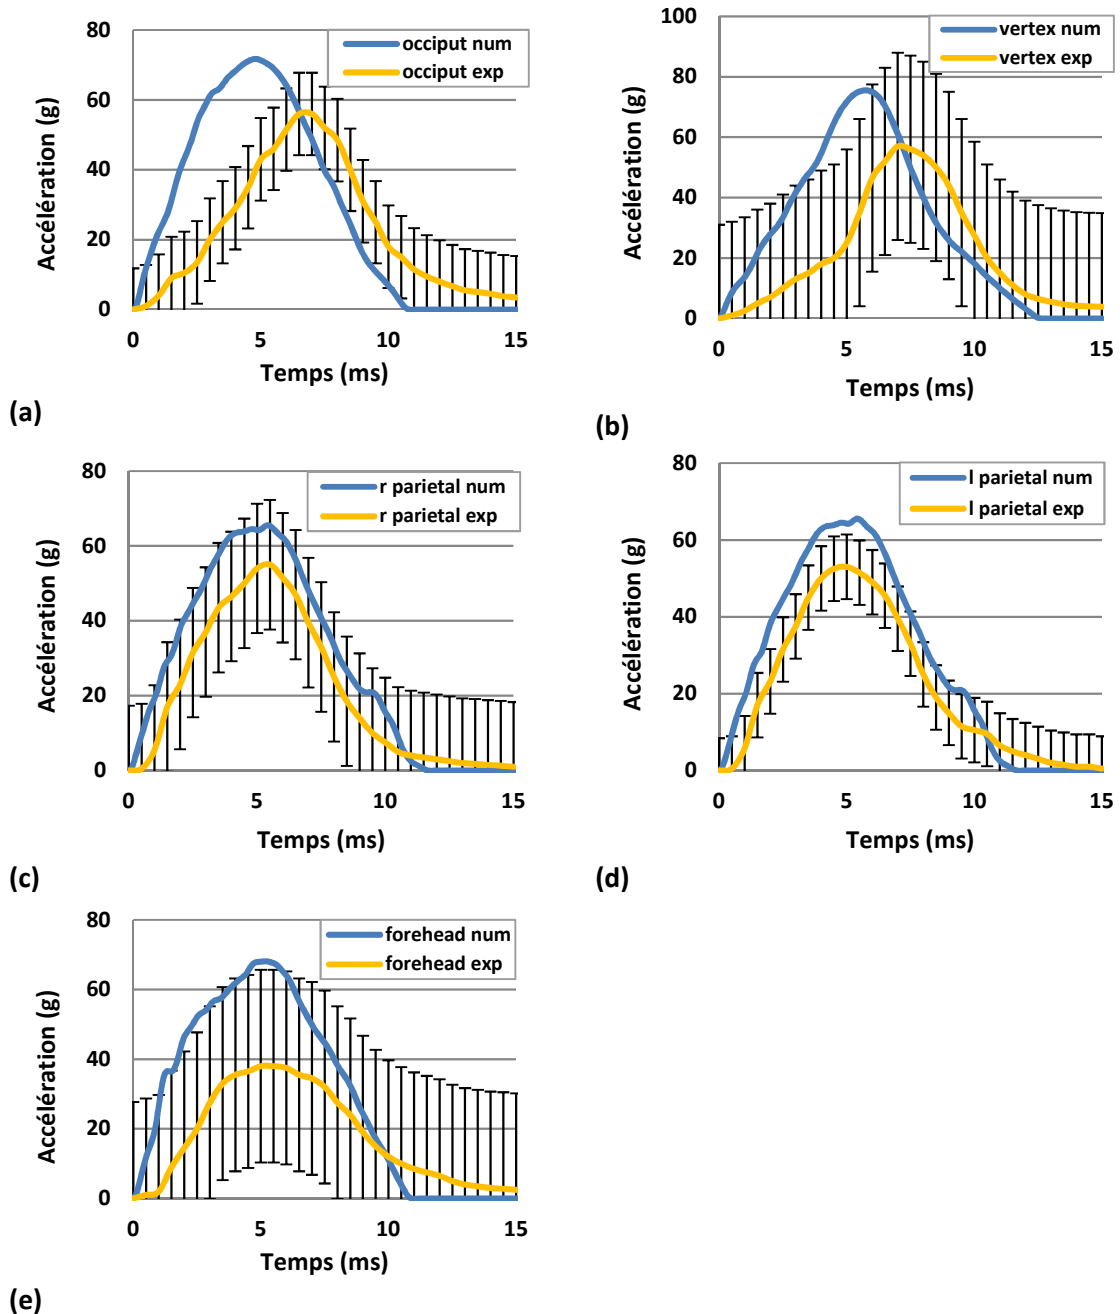 80
60
40
20
0
0 5 10 15
Accélération (g)
Temps (ms)
occiput num
occiput exp
(a)
100
80
60
40
20
0
0 5 10 15
Accélération (g)
Temps (ms)
vertex num
vertex exp
(b)
80
60
40
20
0
0 5 10 15
Accélération (g)
Temps (ms)
r parietal num
r parietal exp
(c)
80
60
40
20
0
0 5 10 15
Accélération (g)
Temps (ms)
l parietal num
l parietal exp
(d)
80
60
40
20
0
0 5 10 15
Accélération (g)
Temps (ms)
forehead num
forehead exp
(e)